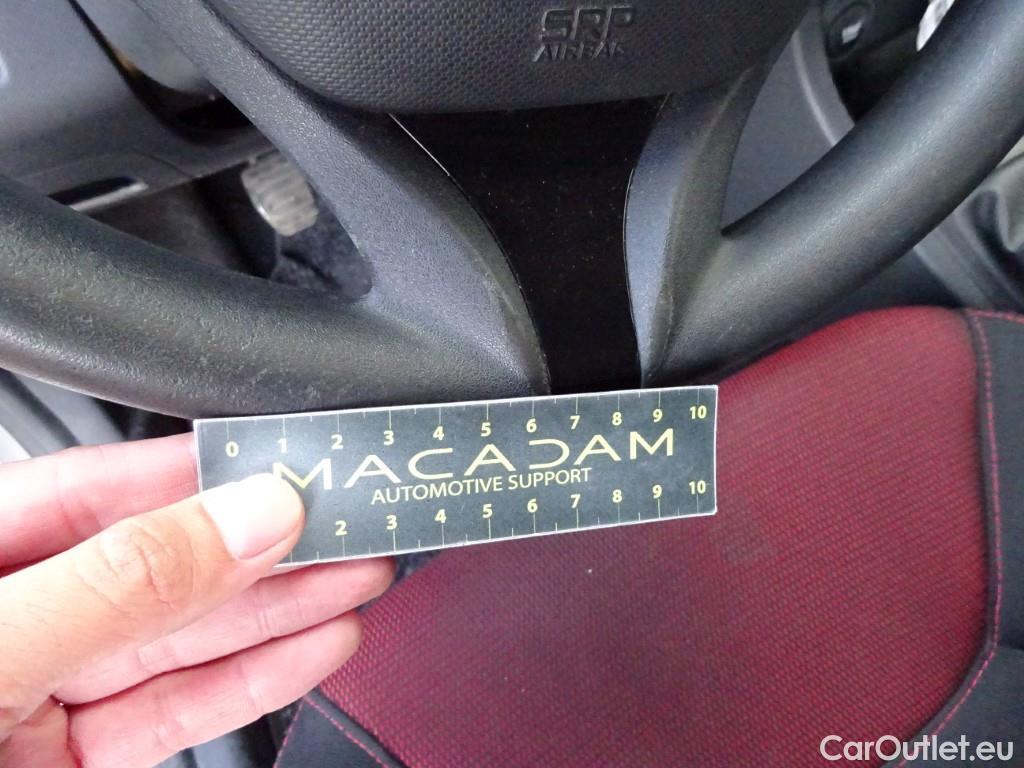 SRP
AIRBAG
0 1 2 3 4 5 6 7 8 9 10
MACADAM
AUTOMOTIVE SUPPORT
2 3 4 5 6 7 8 9 10
CarOutlet.eu